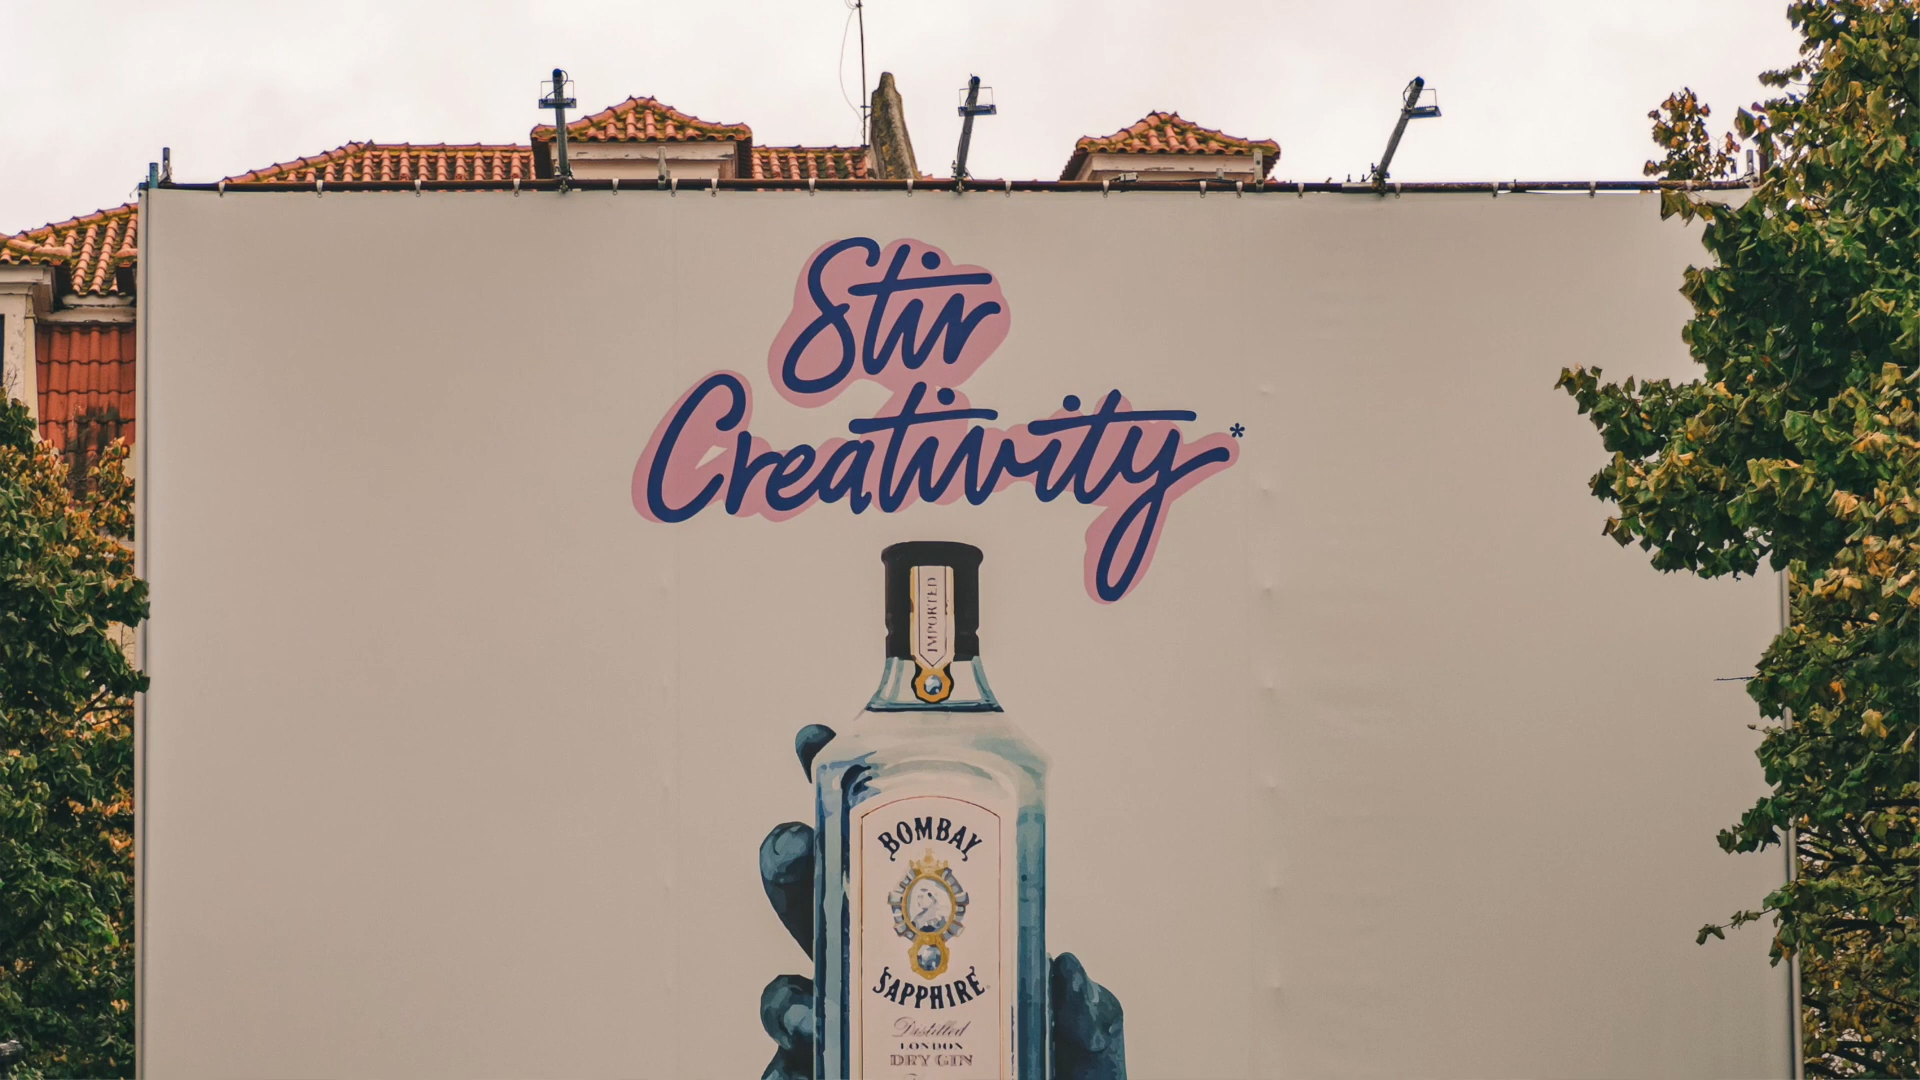 Stir
Creativity*
IMPORTED
BOMBAY
SAPPHIRE
Distilled
LONDON
DRY GIN